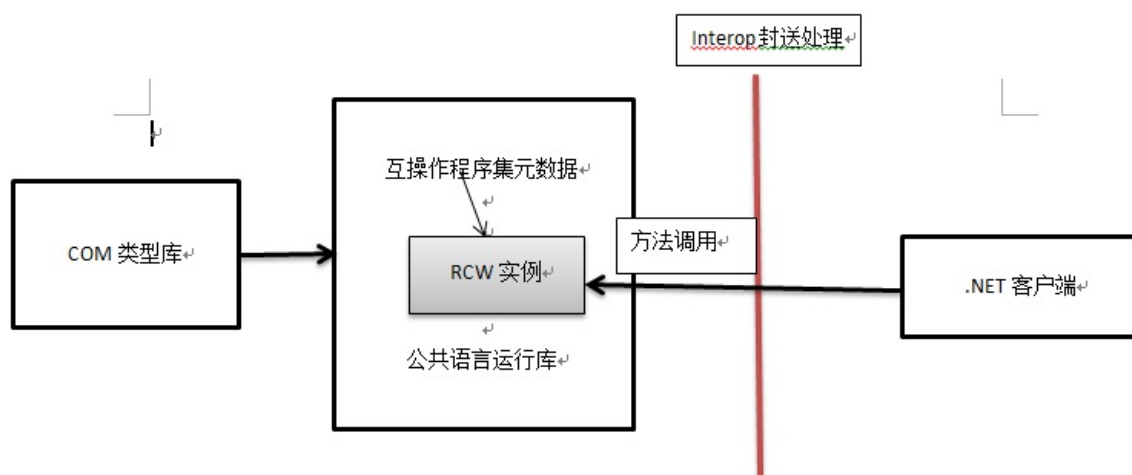 Interop封送处理
互操作程序集元数据
COM 类型库
RCW 实例
公共语言运行库
方法调用
.NET 客户端